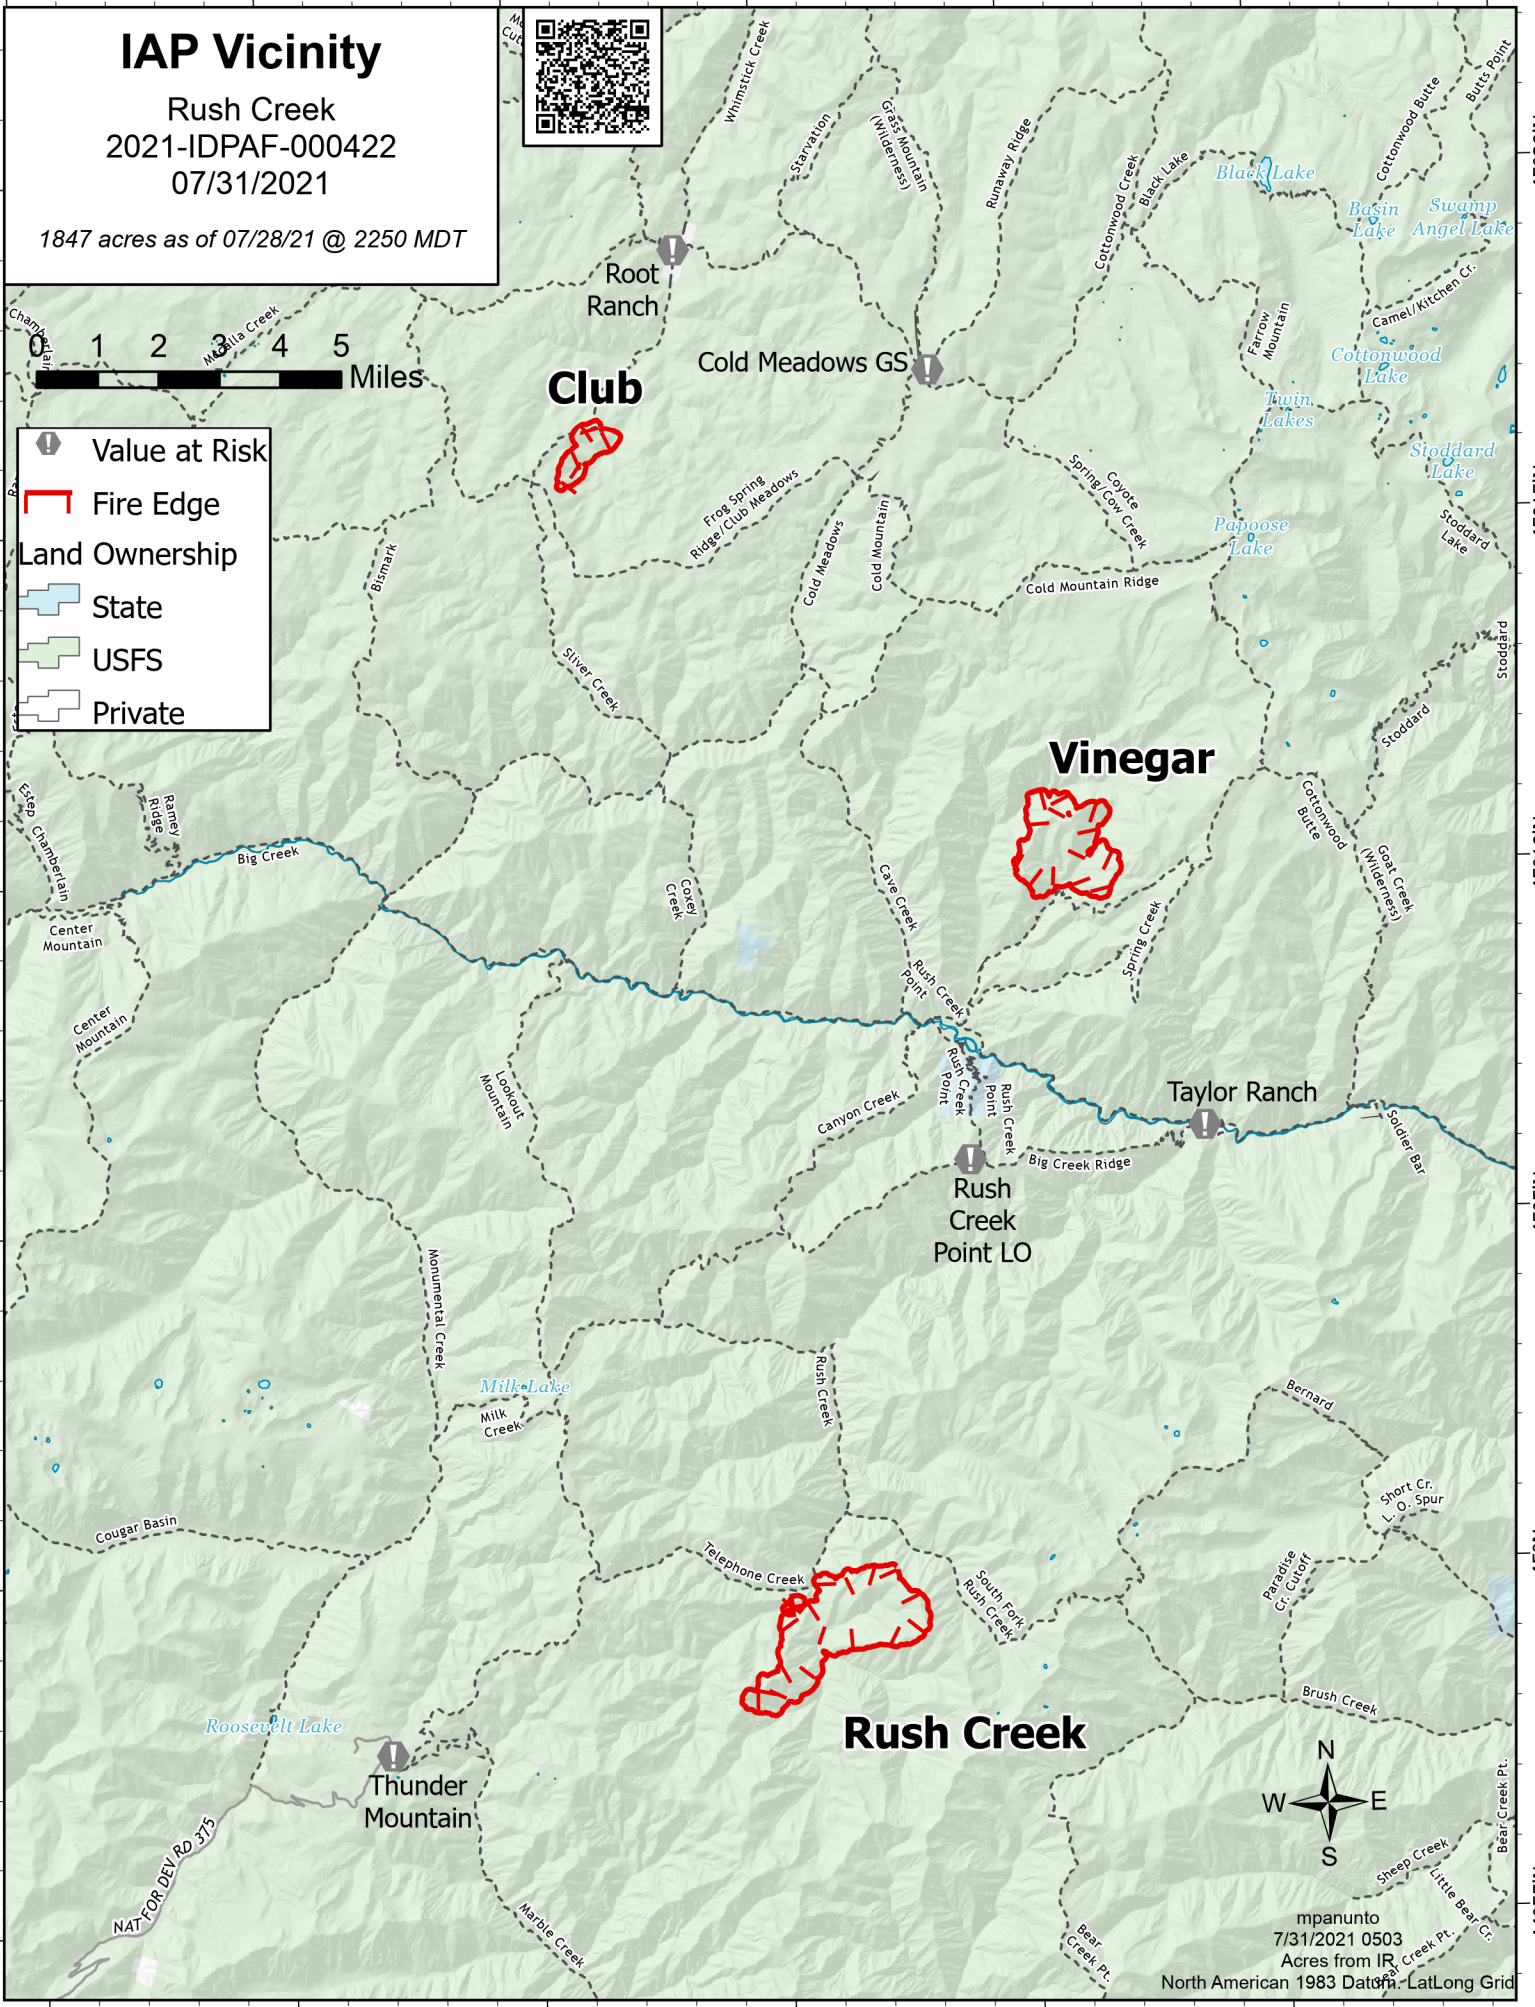 IAP Vicinity
Rush Creek
2021-IDPAF-000422
07/31/2021
1847 acres as of 07/28/21 @ 2250 MDT
0 1 2 3 4 5
Miles
Value at Risk
Fire Edge
Land Ownership
State
USFS
Private
Whimstick Creek
Starvation
Grass Mountain
(Wilderness)
Runaway Ridge
Cottonwood Creek
Black Lake
Black Lake
Cottonwood Butte
Butts Point
Basin
Lake
Swamp
Angel Lake
Camel/Kitchen Cr.
Root
Ranch
McCalla Creek
Cold Meadows GS
Farrow
Mountain
Cottonwood
Lake
Twin
Lakes
Club
Stoddard
Lake
Coyote
Spring/Cow Creek
Frog Spring
Ridge/Club Meadows
Papoose
Lake
Stoddard
Lake
Bismark
Cold Meadows
Cold Mountain
Cold Mountain Ridge
Sliver Creek
Stoddard
Stoddard
Vinegar
Estep
Chamberlain
Ramey
Ridge
Big Creek
Cottonwood
Butte
Goat Creek
(Wilderness)
Coxey
Creek
Cave Creek
Spring Creek
Center
Mountain
Center
Mountain
Rush Creek
Point
Rush Creek
Point
Rush Creek
Point
Lookout
Mountain
Canyon Creek
Taylor Ranch
Soldier Bar
Big Creek Ridge
Rush
Creek
Point LO
Monumental Creek
Milk Lake
Milk
Creek
Rush Creek
Bernard
Short Cr.
L. O. Spur
Cougar Basin
Telephone Creek
South Fork
Rush Creek
Paradise
Cr. Cutoff
Brush Creek
Rush Creek
Roosevelt Lake
Thunder
Mountain
NAT FOR DEV RD 375
Marble Creek
N
W E
S
Bear Creek Pt.
Sheep Creek
Little Bear Cr.
Bear
Creek Pt.
Bear Creek Pt.
mpanunto
7/31/2021 0503
Acres from IR
North American 1983 Datum. LatLong Grid